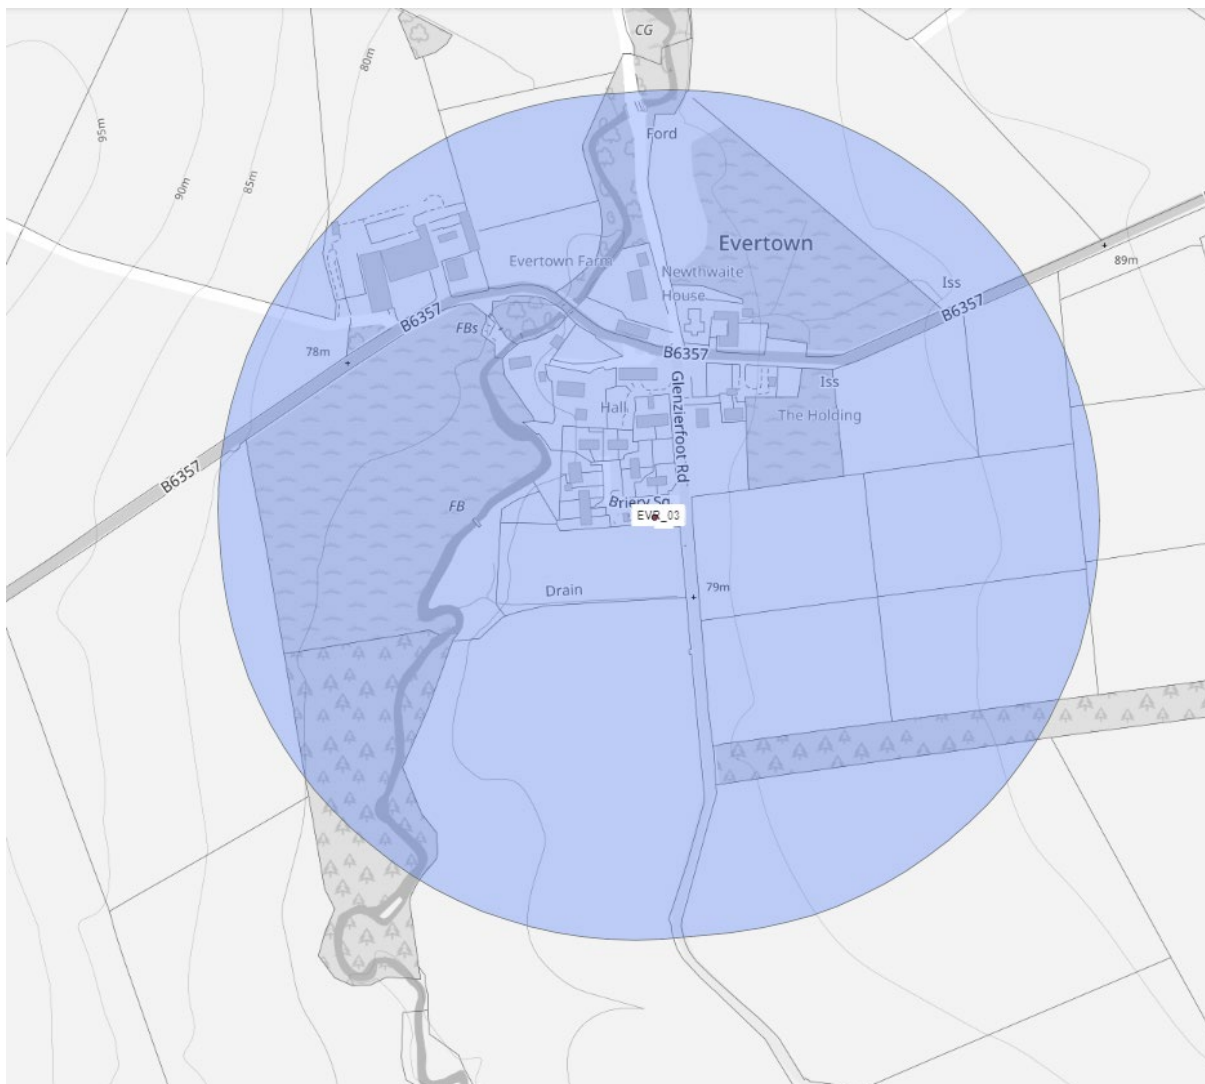 CG
80m
95m
90m
85m
Ford
Evertown
Evertown Farm
Newthwaite
House
89m
Iss
B6357
B6357
FBs
78m
B6357
Iss
Glenzierfoot Rd
Hall
The Holding
B6357
FB
Briery Sq
EVR_03
Drain
79m